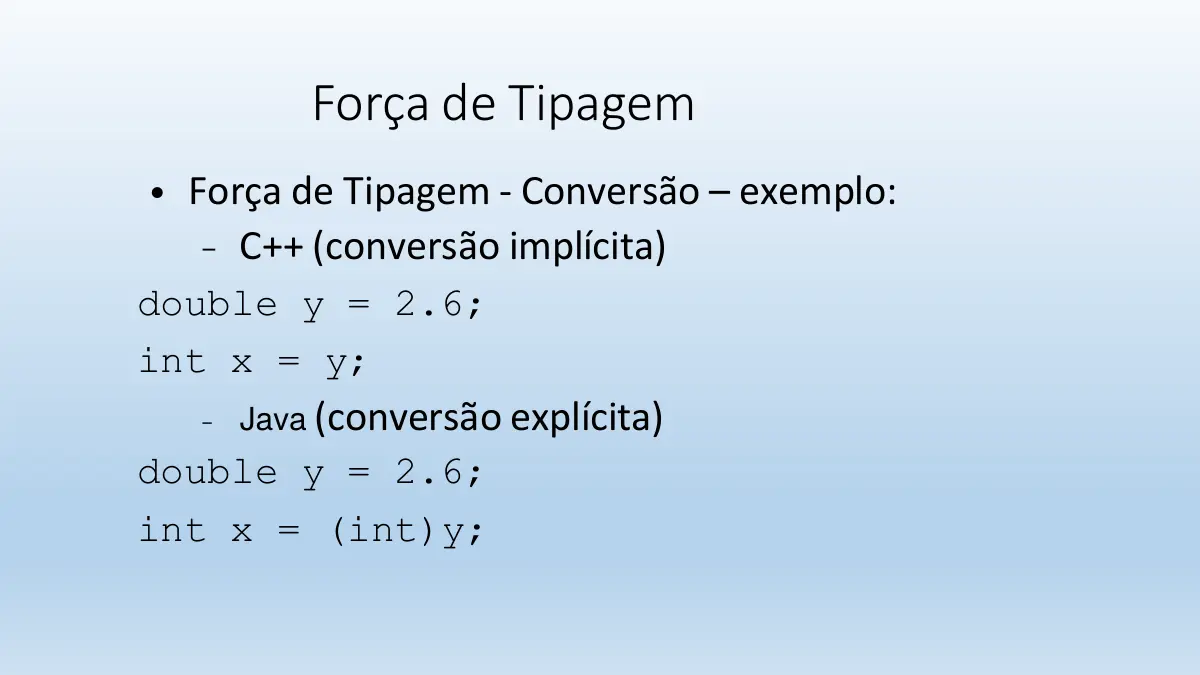 Força de Tipagem
• Força de Tipagem - Conversão – exemplo:
– C++ (conversão implícita)
double y = 2.6;
int x = y;
– Java (conversão explícita)
double y = 2.6;
int x = (int)y;